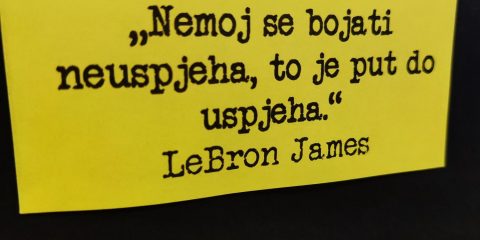 „Nemoj se bojati
neuspjeha, to je put do
uspjeha.“
LeBron James